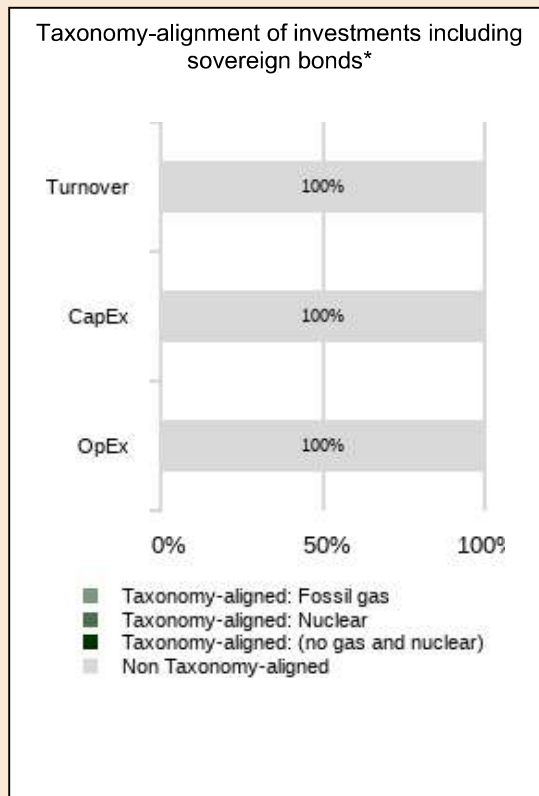 Taxonomy-alignment of investments including
sovereign bonds*
Turnover
100%
CapEx
100%
OpEx
100%
0%
50%
100%
Taxonomy-aligned: Fossil gas
Taxonomy-aligned: Nuclear
Taxonomy-aligned: (no gas and nuclear)
Non Taxonomy-aligned